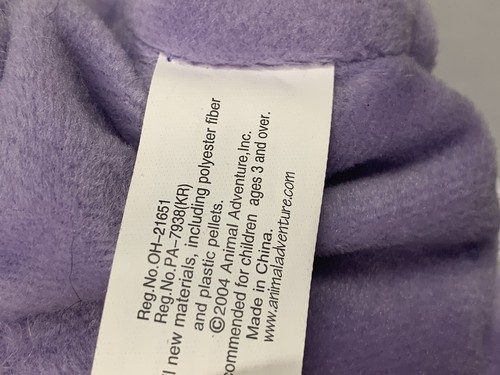 Reg.No.OH-21651
Reg.No.PA-7938(KR)
new materials, including polyester fiber
and plastic pellets.
©2004 Animal Adventure,Inc.
for children ages 3 and over.
Made in China.
www.animaladventure.com